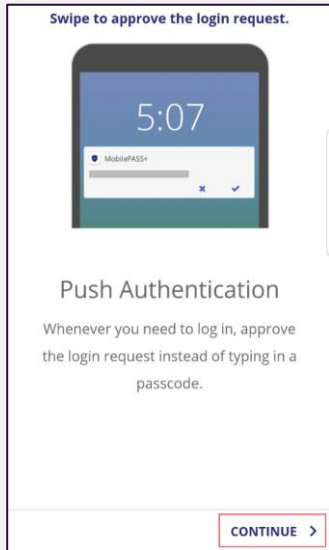 Swipe to approve the login request.
5:07
MobilePASS+
Push Authentication
Whenever you need to log in, approve
the login request instead of typing in a
passcode.
CONTINUE >